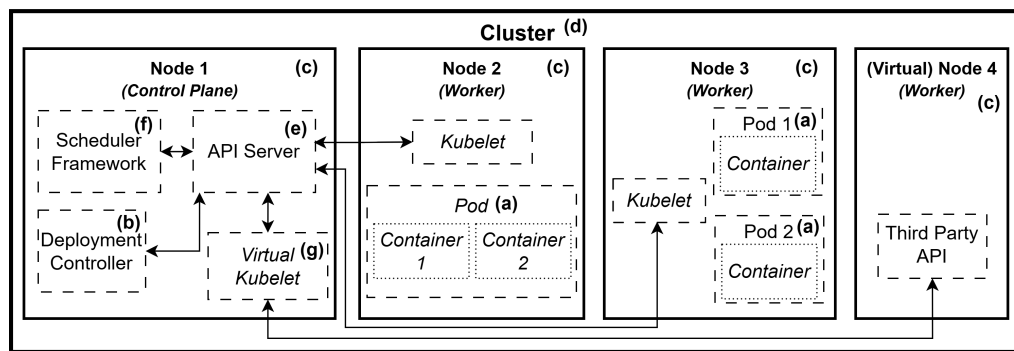 Cluster (d)
Node 1 (c)
(Control Plane)
(f)
Scheduler
Framework
(e)
API Server
(b)
Deployment
Controller
(g)
Virtual
Kubelet
Node 2 (c)
(Worker)
Kubelet
Pod (a)
Container
1
Container
2
Node 3 (c)
(Worker)
Pod 1 (a)
Container
Kubelet
Pod 2 (a)
Container
(Virtual) Node 4
(Worker)
(c)
Third Party
API